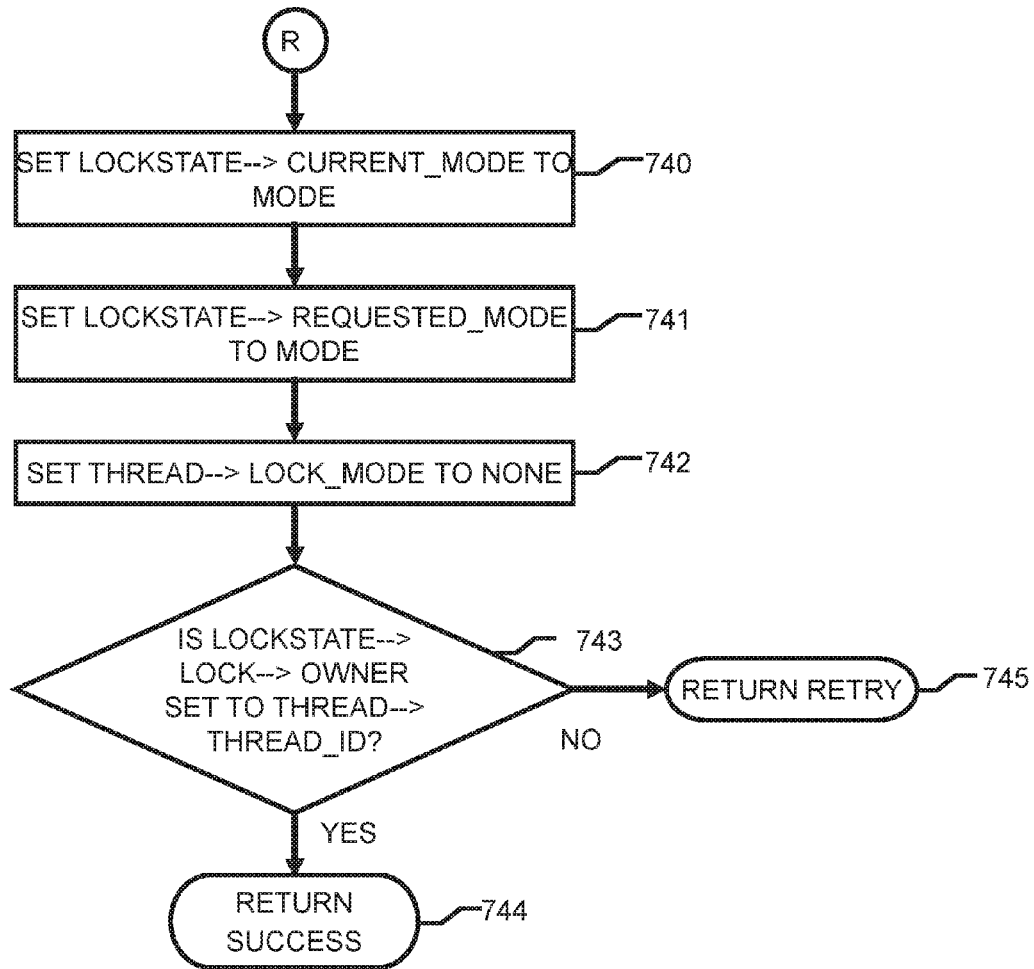 R
SET LOCKSTATE--> CURRENT_MODE TO
MODE
740
SET LOCKSTATE--> REQUESTED_MODE
TO MODE
741
SET THREAD--> LOCK_MODE TO NONE
742
IS LOCKSTATE-->
LOCK--> OWNER
SET TO THREAD-->
THREAD_ID?
743
NO
RETURN RETRY
745
YES
RETURN
SUCCESS
744